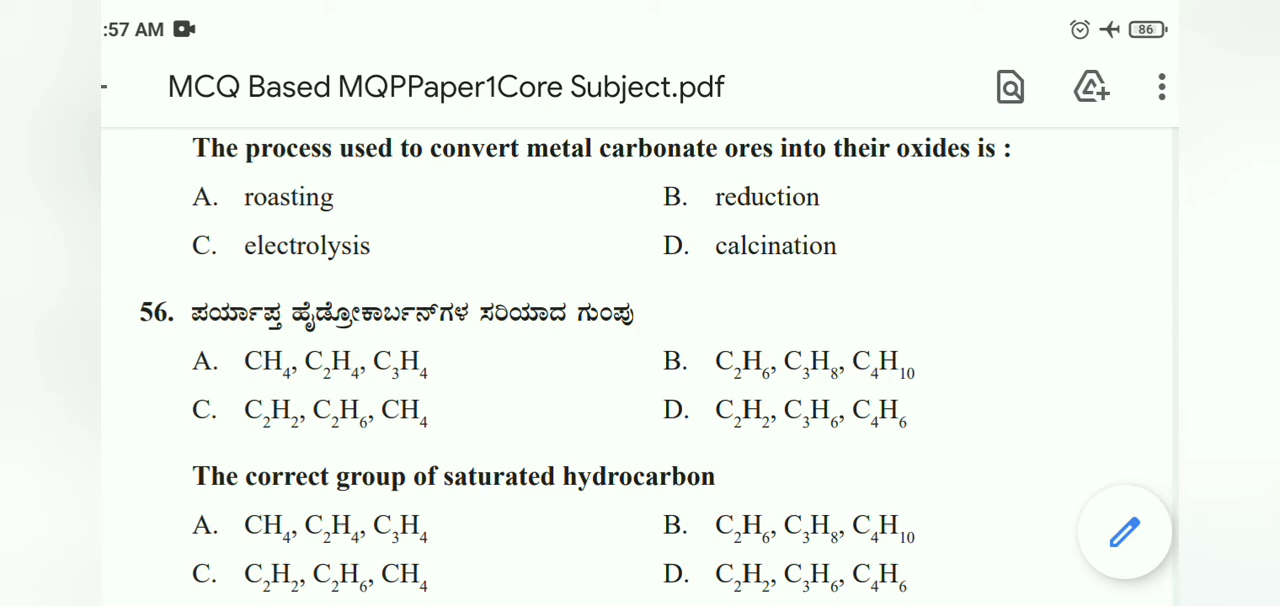 :57 AM 86
MCQ Based MQPPaper1Core Subject.pdf
The process used to convert metal carbonate ores into their oxides is :
A. roasting B. reduction
C. electrolysis D. calcination
56. ಪರ್ಯಾಪ್ತ ಹೈಡ್ರೋಕಾರ್ಬನ್‌ಗಳ ಸರಿಯಾದ ಗುಂಪು
A. CH₄, C₂H₄, C₃H₄ B. C₂H₆, C₃H₈, C₄H₁₀
C. C₂H₂, C₂H₆, CH₄ D. C₂H₂, C₃H₆, C₄H₆
The correct group of saturated hydrocarbon
A. CH₄, C₂H₄, C₃H₄ B. C₂H₆, C₃H₈, C₄H₁₀
C. C₂H₂, C₂H₆, CH₄ D. C₂H₂, C₃H₆, C₄H₆